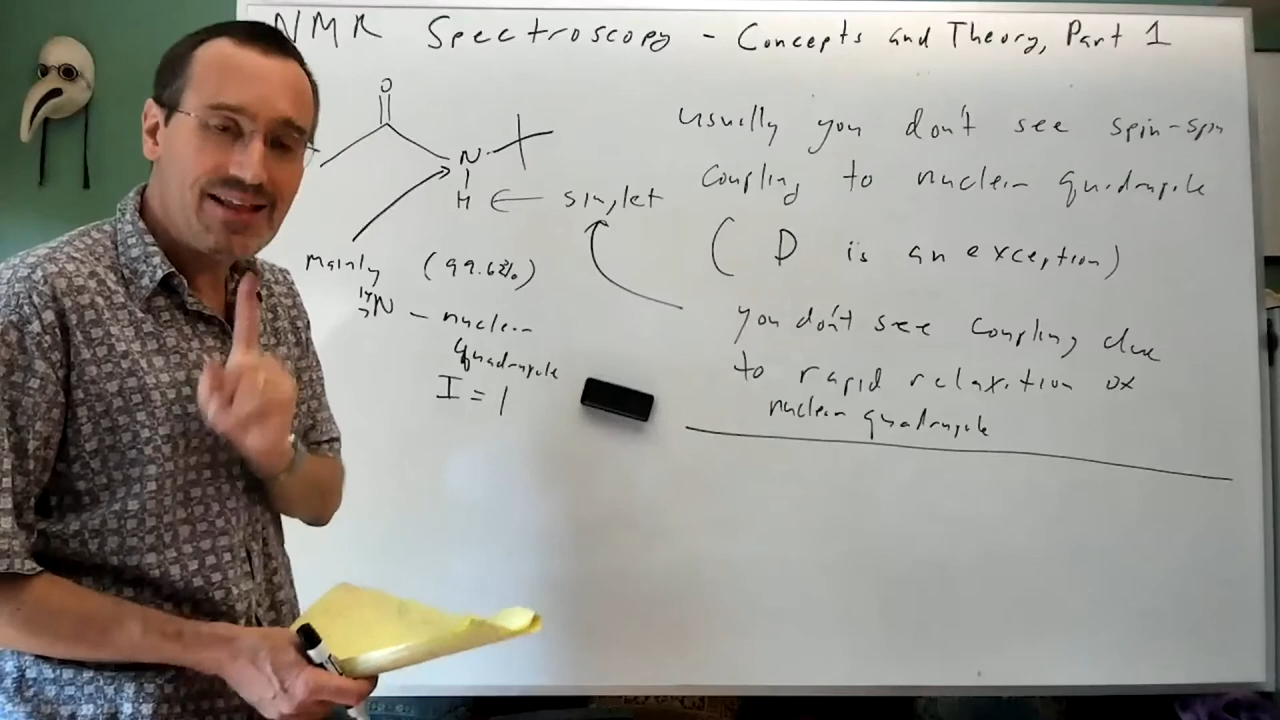 NMR Spectroscopy - Concepts and Theory, Part 1
O
N
H ← singlet
Mainly (99.6%)
¹⁴₇N - nuclear
quadrupole
I = 1
usually you don't see spin-spin
coupling to nuclear quadrupole
( D is an exception)
you don't see coupling due
to rapid relaxation of
nuclear quadrupole